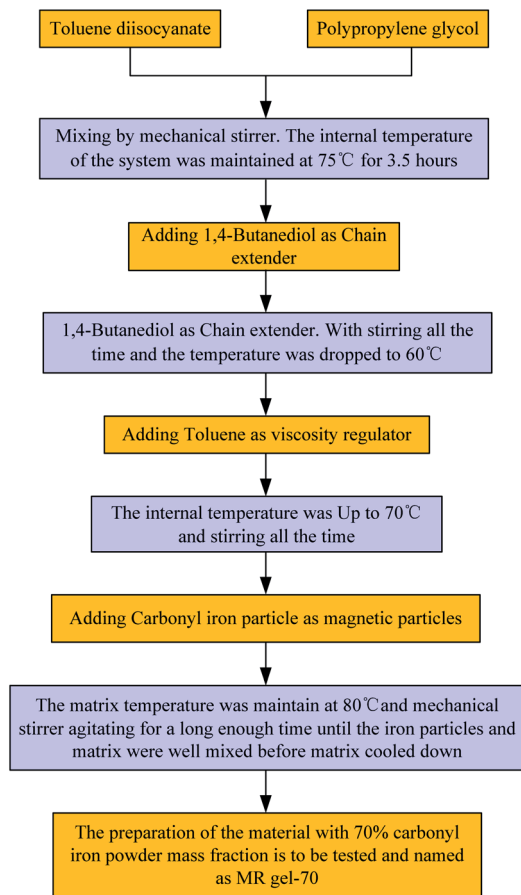 Toluene diisocyanate
Polypropylene glycol
Mixing by mechanical stirrer. The internal temperature
of the system was maintained at 75℃ for 3.5 hours
Adding 1,4-Butanediol as Chain
extender
1,4-Butanediol as Chain extender. With stirring all the
time and the temperature was dropped to 60℃
Adding Toluene as viscosity regulator
The internal temperature was Up to 70℃
and stirring all the time
Adding Carbonyl iron particle as magnetic particles
The matrix temperature was maintain at 80℃and mechanical
stirrer agitating for a long enough time until the iron particles and
matrix were well mixed before matrix cooled down
The preparation of the material with 70% carbonyl
iron powder mass fraction is to be tested and named
as MR gel-70